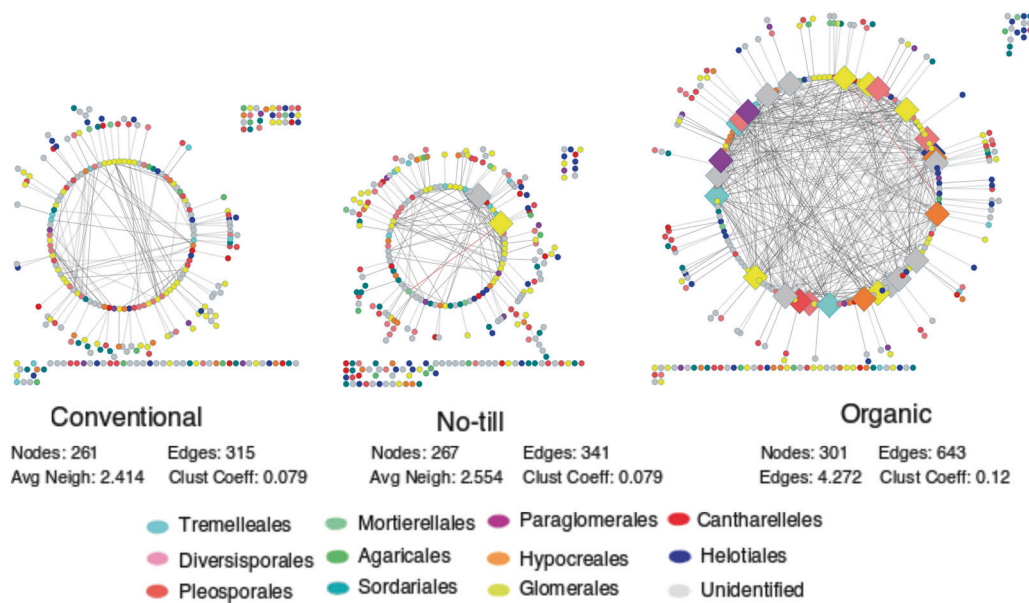 Conventional
Nodes: 261 Edges: 315
Avg Neigh: 2.414 Clust Coeff: 0.079
No-till
Nodes: 267 Edges: 341
Avg Neigh: 2.554 Clust Coeff: 0.079
Organic
Nodes: 301 Edges: 643
Edges: 4.272 Clust Coeff: 0.12
Tremelleales Mortierellales Paraglomerales Cantharelleles
Diversisporales Agaricales Hypocreales Helotiales
Pleosporales Sordariales Glomerales Unidentified